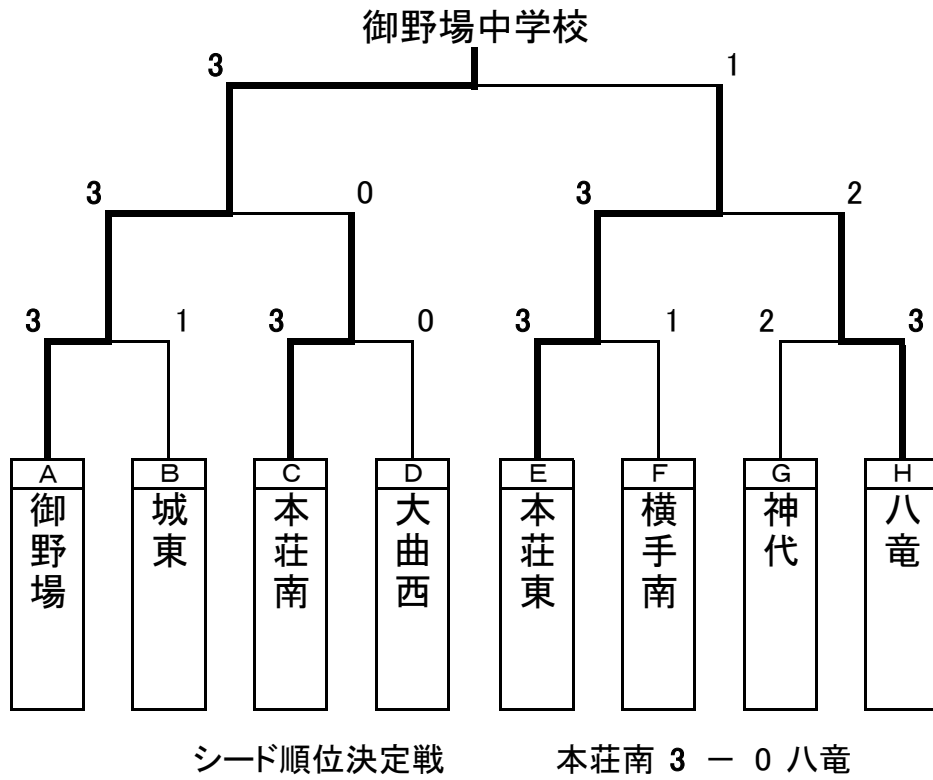 御野場中学校
3 1
3 0 3 2
3 1 3 0 3 1 2 3
A B C D E F G H
御野場 城東 本荘南 大曲西 本荘東 横手南 神代 八竜
シード順位決定戦 本荘南 3 － 0 八竜